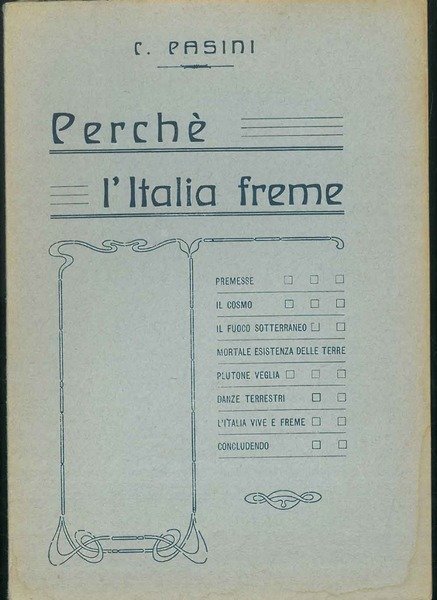 C. PASINI
Perchè
l'Italia freme
PREMESSE
IL COSMO
IL FUOCO SOTTERRANEO
MORTALE ESISTENZA DELLE TERRE
PLUTONE VEGLIA
DANZE TERRESTRI
L'ITALIA VIVE E FREME
CONCLUDENDO